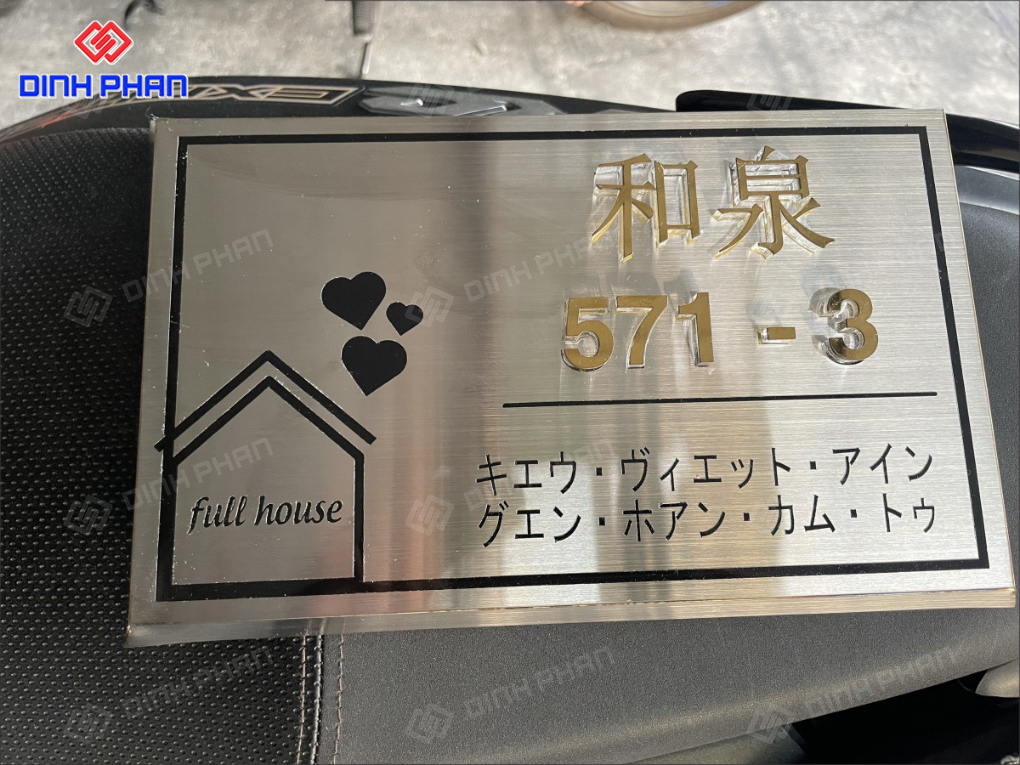 DINH PHAN
和泉
571 - 3
キエウ・ヴィエット・アイン
グエン・ホアン・カム・トゥ
full house